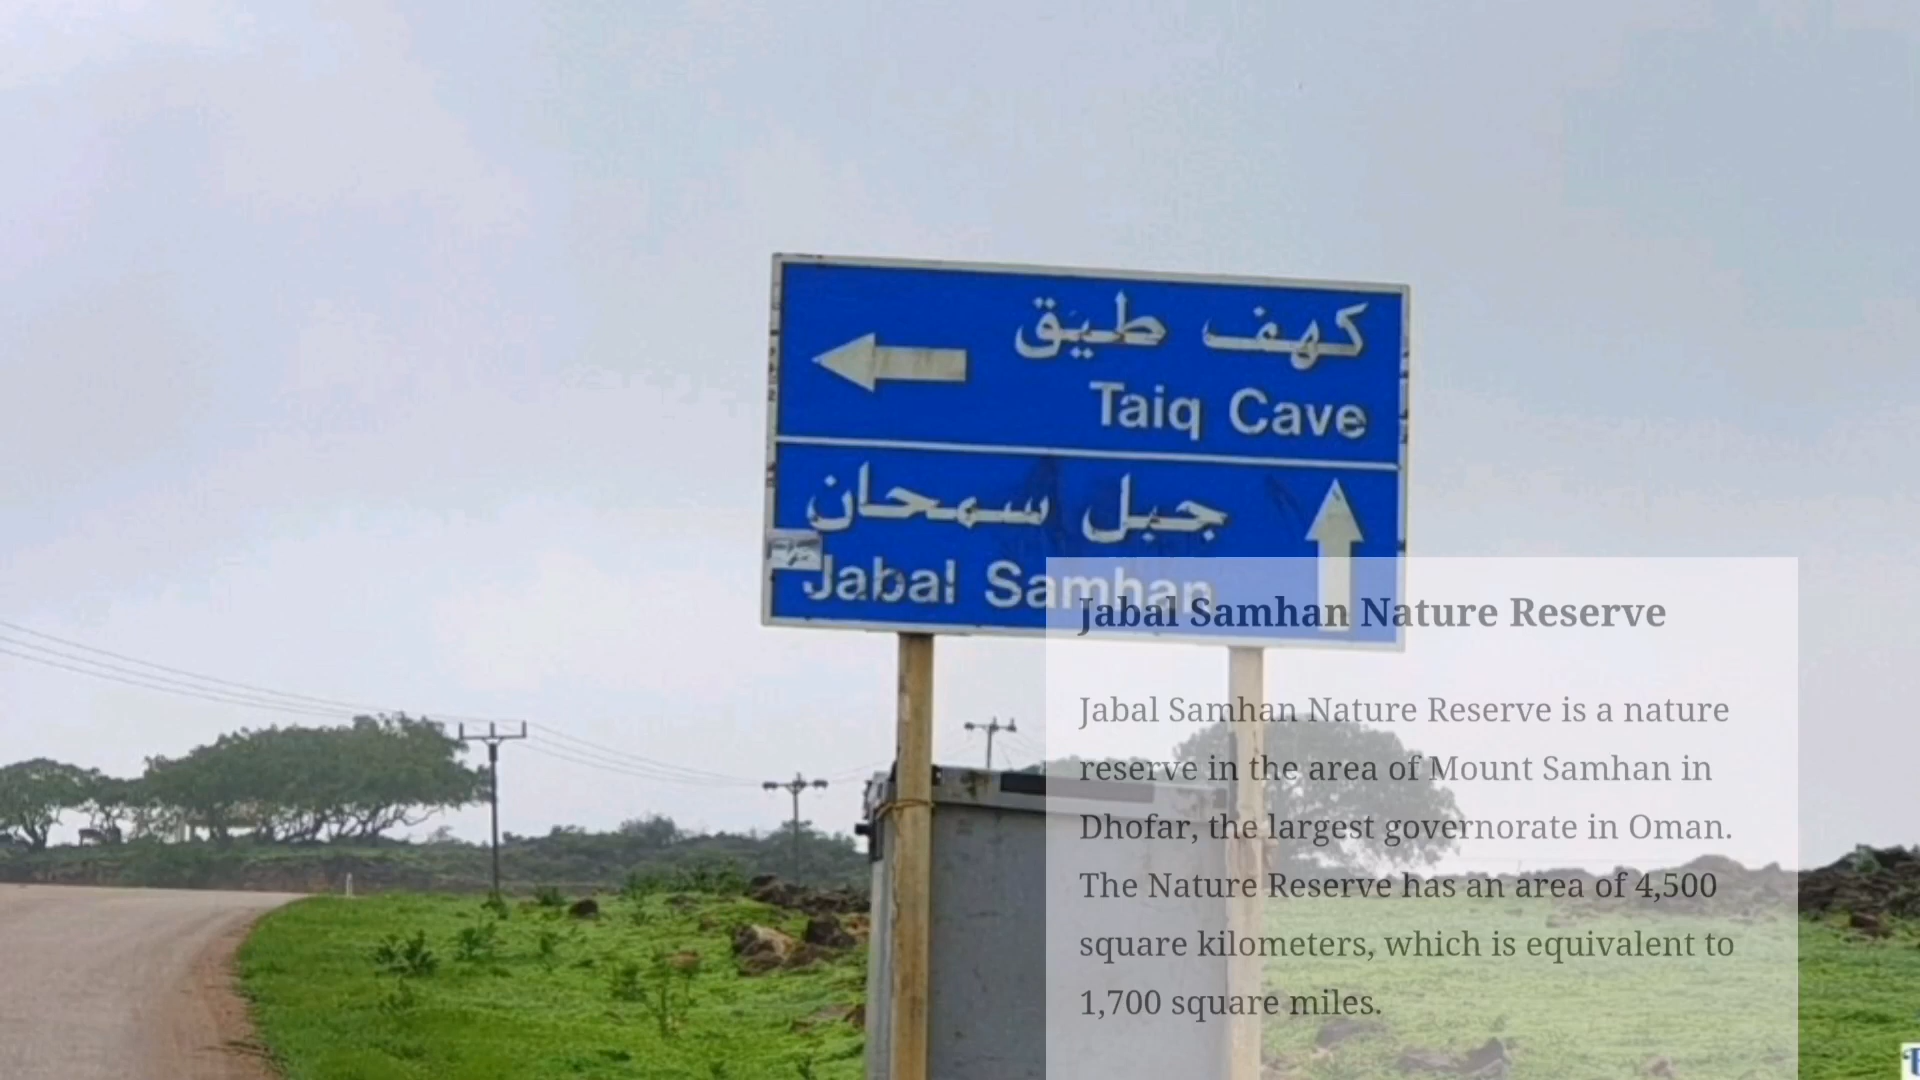 كهف طيق
Taiq Cave
جبل سمحان
Jabal Samhan
Jabal Samhan Nature Reserve
Jabal Samhan Nature Reserve is a nature
reserve in the area of Mount Samhan in
Dhofar, the largest governorate in Oman.
The Nature Reserve has an area of 4,500
square kilometers, which is equivalent to
1,700 square miles.